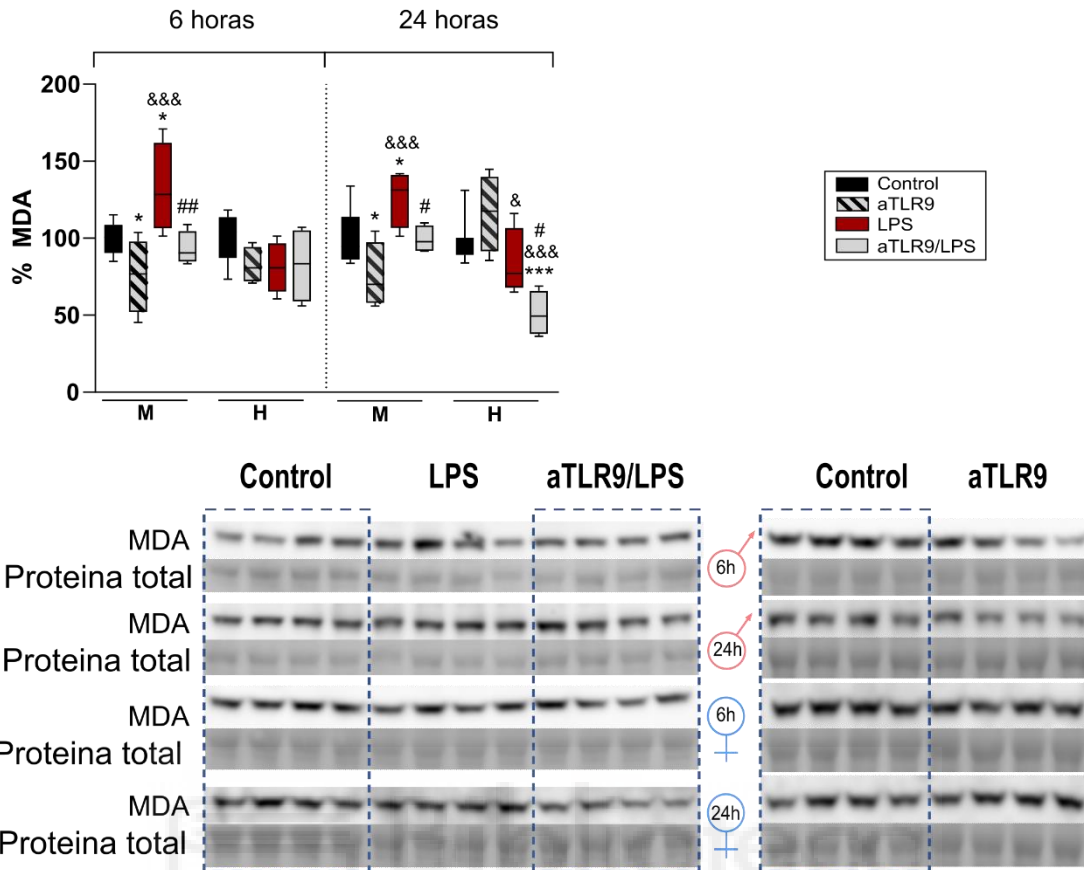 6 horas 24 horas
% MDA
200
150
100
50
0
&&&
*
*
##
&&&
*
*
#
&
#
&&&
***
M H M H
Control
aTLR9
LPS
aTLR9/LPS
Control LPS aTLR9/LPS Control aTLR9
MDA
Proteina total
6h
MDA
Proteina total
24h
MDA
Proteina total
6h
MDA
Proteina total
24h